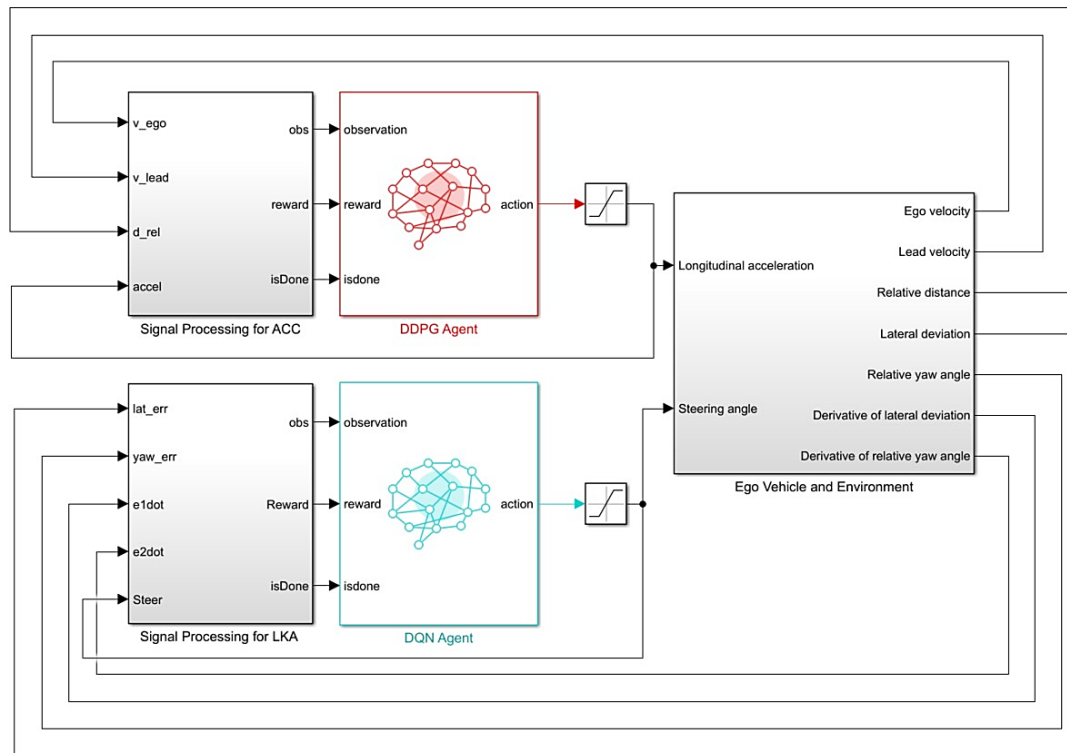 v_ego
v_lead
d_rel
accel
obs
reward
isDone
Signal Processing for ACC
observation
reward
isdone
action
DDPG Agent
Longitudinal acceleration
Steering angle
Ego velocity
Lead velocity
Relative distance
Lateral deviation
Relative yaw angle
Derivative of lateral deviation
Derivative of relative yaw angle
Ego Vehicle and Environment
lat_err
yaw_err
e1dot
e2dot
Steer
obs
Reward
isDone
Signal Processing for LKA
observation
reward
isdone
action
DQN Agent